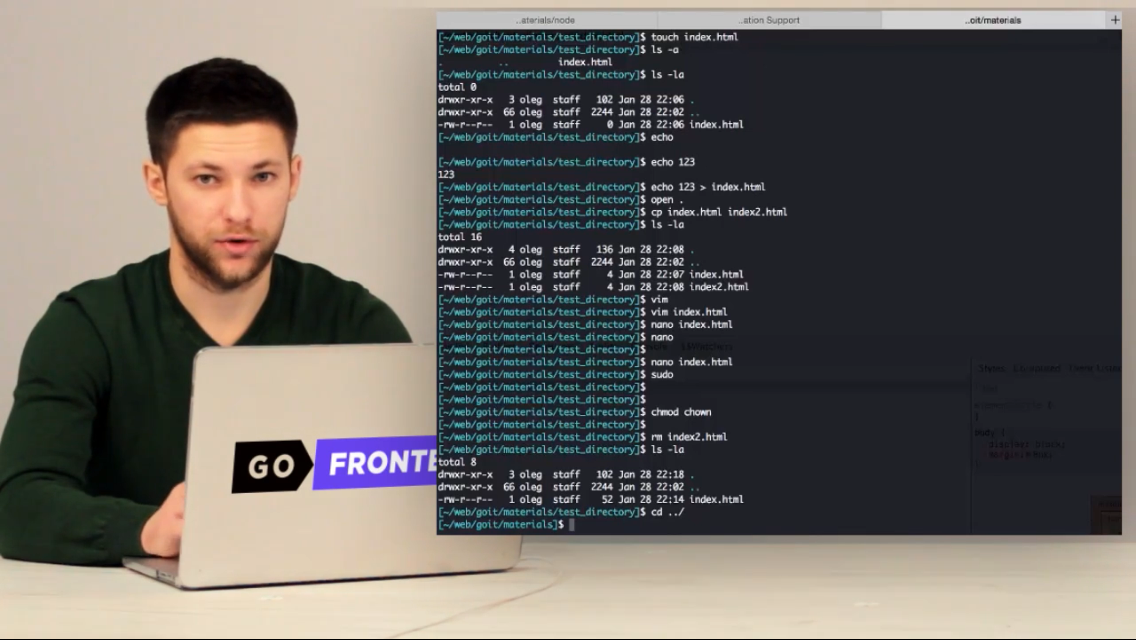 ..aterials/node
..ation Support
..oit/materials
+
[~/web/goit/materials/test_directory]$ touch index.html
[~/web/goit/materials/test_directory]$ ls -a
. .. index.html
[~/web/goit/materials/test_directory]$ ls -la
total 0
drwxr-xr-x 3 oleg staff 102 Jan 28 22:06 .
drwxr-xr-x 66 oleg staff 2244 Jan 28 22:02 ..
-rw-r--r-- 1 oleg staff 0 Jan 28 22:06 index.html
[~/web/goit/materials/test_directory]$ echo
[~/web/goit/materials/test_directory]$ echo 123
123
[~/web/goit/materials/test_directory]$ echo 123 > index.html
[~/web/goit/materials/test_directory]$ open .
[~/web/goit/materials/test_directory]$ cp index.html index2.html
[~/web/goit/materials/test_directory]$ ls -la
total 16
drwxr-xr-x 4 oleg staff 136 Jan 28 22:08 .
drwxr-xr-x 66 oleg staff 2244 Jan 28 22:02 ..
-rw-r--r-- 1 oleg staff 4 Jan 28 22:07 index.html
-rw-r--r-- 1 oleg staff 4 Jan 28 22:08 index2.html
[~/web/goit/materials/test_directory]$ vim
[~/web/goit/materials/test_directory]$ vim index.html
[~/web/goit/materials/test_directory]$ nano index.html
[~/web/goit/materials/test_directory]$ nano
[~/web/goit/materials/test_directory]$
[~/web/goit/materials/test_directory]$ nano index.html
[~/web/goit/materials/test_directory]$ sudo
[~/web/goit/materials/test_directory]$
[~/web/goit/materials/test_directory]$
[~/web/goit/materials/test_directory]$ chmod chown
[~/web/goit/materials/test_directory]$
[~/web/goit/materials/test_directory]$ rm index2.html
[~/web/goit/materials/test_directory]$ ls -la
total 8
drwxr-xr-x 3 oleg staff 102 Jan 28 22:18 .
drwxr-xr-x 66 oleg staff 2244 Jan 28 22:02 ..
-rw-r--r-- 1 oleg staff 52 Jan 28 22:14 index.html
[~/web/goit/materials/test_directory]$ cd ../
[~/web/goit/materials]$
GO FRONTE